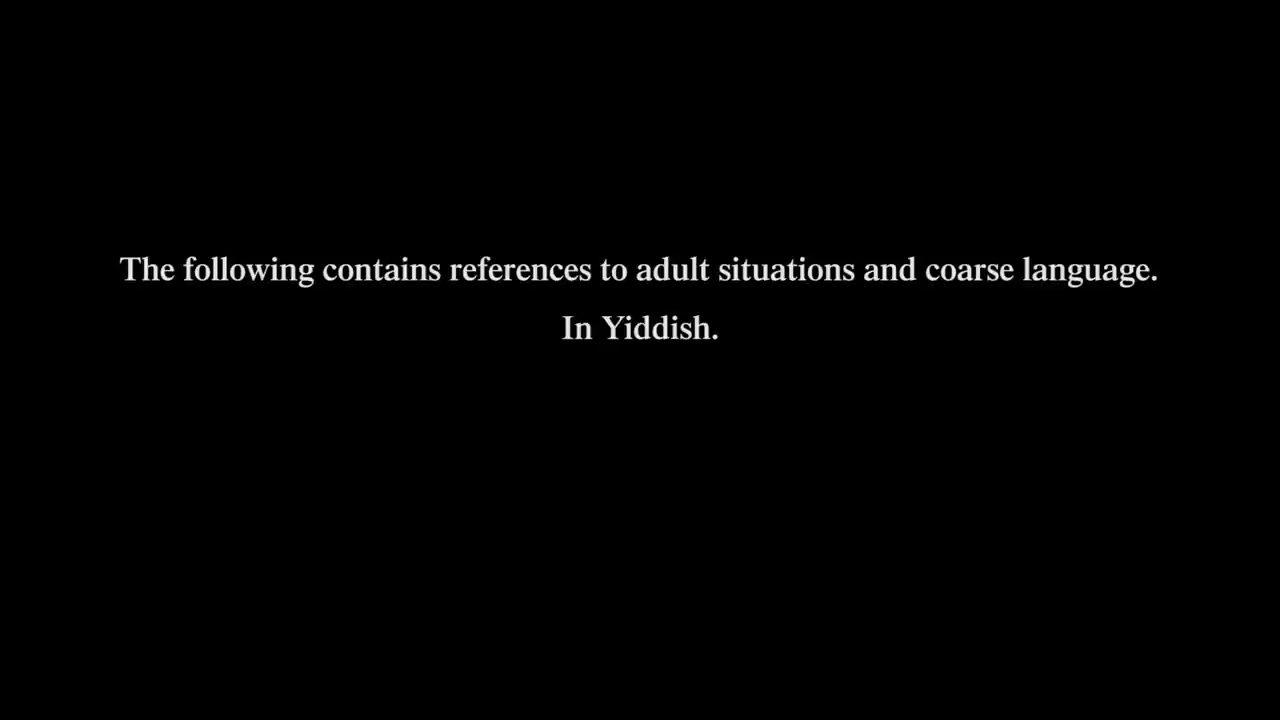 The following contains references to adult situations and coarse language.
In Yiddish.